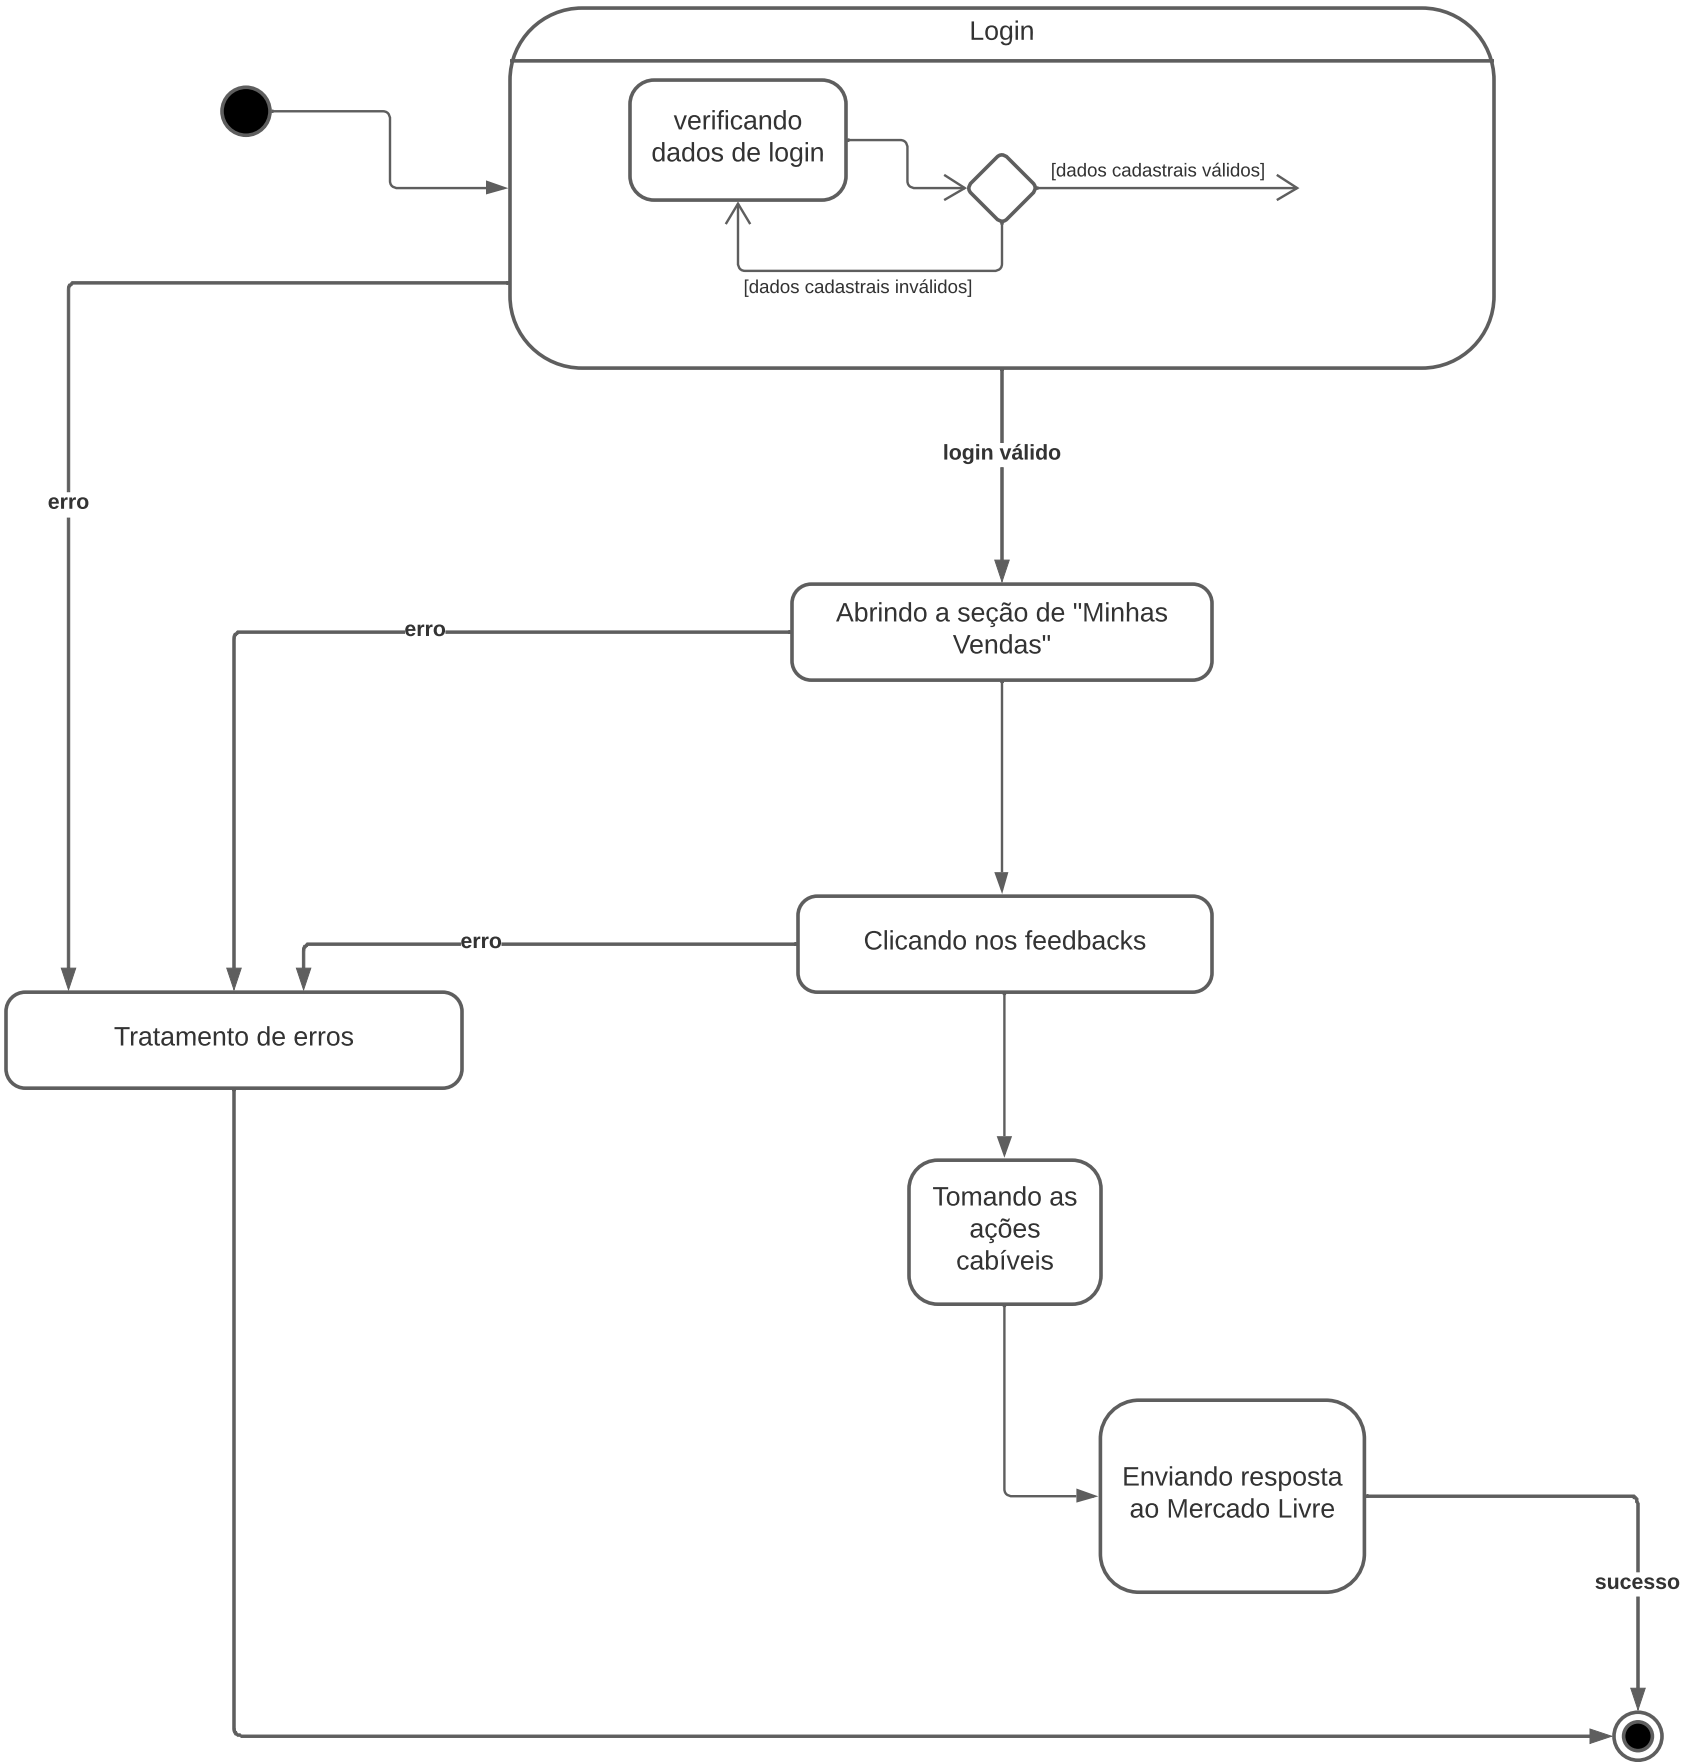 Login
verificando
dados de login
[dados cadastrais válidos]
[dados cadastrais inválidos]
login válido
erro
Abrindo a seção de "Minhas
Vendas"
erro
Clicando nos feedbacks
erro
Tratamento de erros
Tomando as
ações
cabíveis
Enviando resposta
ao Mercado Livre
sucesso